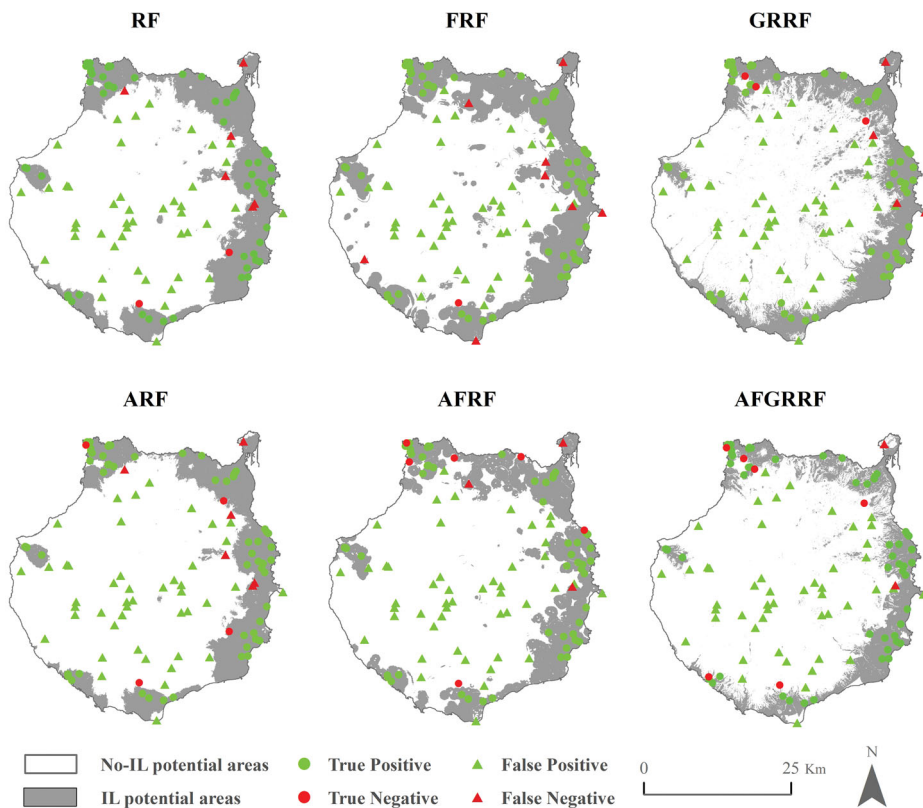 RF FRF GRRF
ARF AFRF AFGRRF
No-IL potential areas True Positive False Positive 0 25 Km N
IL potential areas True Negative False Negative